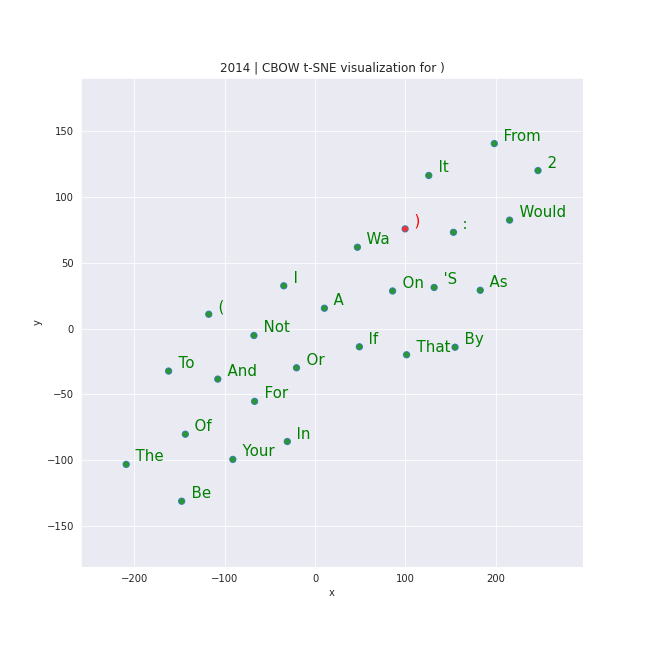 2014 | CBOW t-SNE visualization for )
150
100
50
0
−50
−100
−150
y
From
2
It
Would
)
:
Wa
I
'S
As
On
A
(
Not
If
By
That
Or
To
And
For
Of
In
Your
The
Be
−200
−100
0
100
200
x